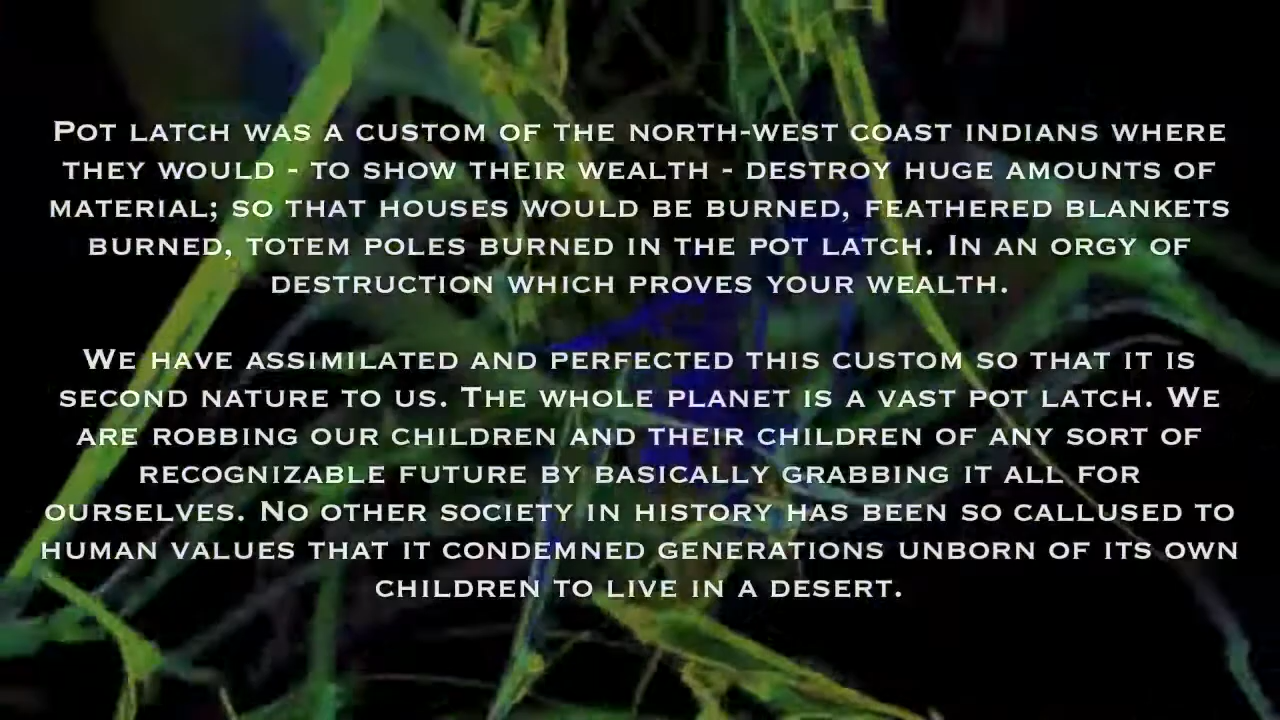 Pot latch was a custom of the north-west coast Indians where
they would - to show their wealth - destroy huge amounts of
material; so that houses would be burned, feathered blankets
burned, totem poles burned in the pot latch. In an orgy of
destruction which proves your wealth.
We have assimilated and perfected this custom so that it is
second nature to us. The whole planet is a vast pot latch. We
are robbing our children and their children of any sort of
recognizable future by basically grabbing it all for
ourselves. No other society in history has been so callused to
human values that it condemned generations unborn of its own
children to live in a desert.